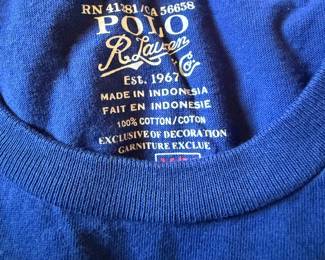 RN 41381/CA 56658
POLO
R. Lauren
& Co.
EST. 1967
MADE IN INDONESIA
FAIT EN INDONESIE
100% COTTON/COTON
EXCLUSIVE OF DECORATION
GARNITURE EXCLUE